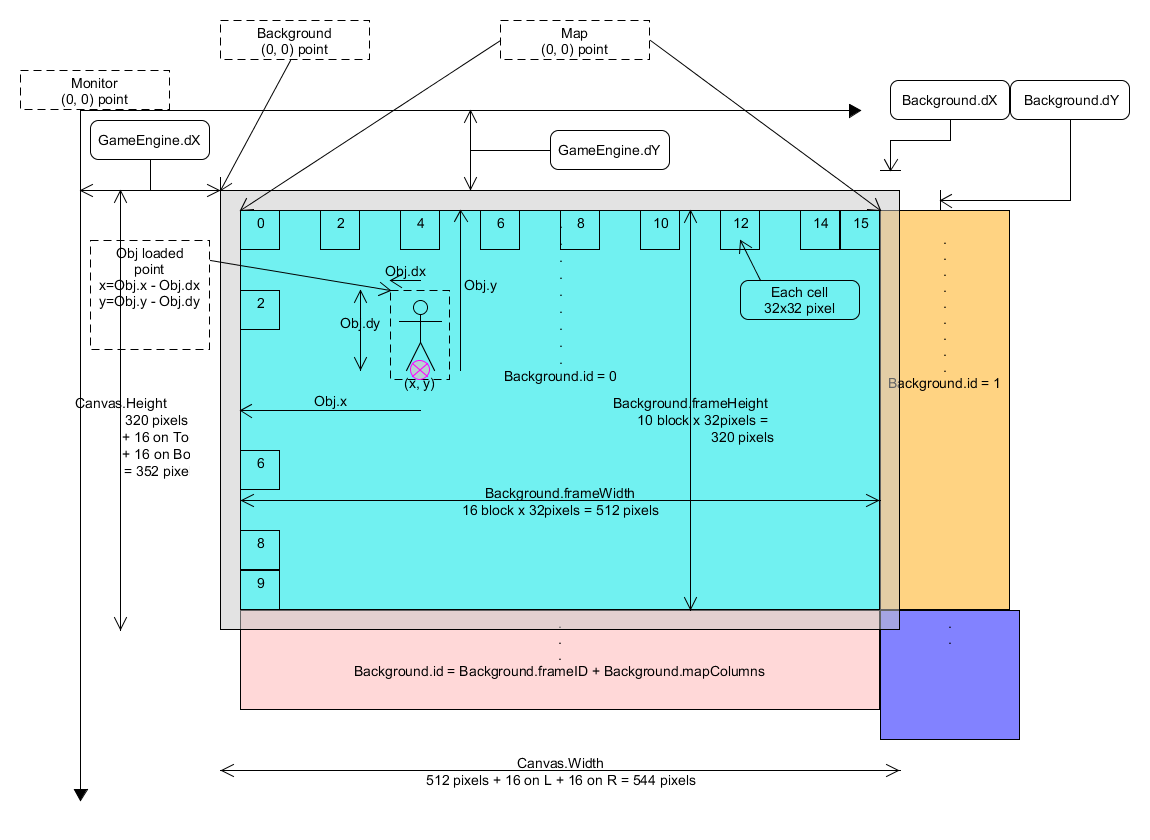 Background
(0, 0) point
Map
(0, 0) point
Monitor
(0, 0) point
Background.dX
Background.dY
GameEngine.dX
GameEngine.dY
0
2
4
6
8
10
12
14
15
Obj loaded
point
x=Obj.x - Obj.dx
y=Obj.y - Obj.dy
Obj.dx
Obj.y
Each cell
32x32 pixel
2
Obj.dy
(x, y)
Background.id = 0
Background.id = 1
Canvas.Height
320 pixels
+ 16 on To
+ 16 on Bo
= 352 pixe
Obj.x
Background.frameHeight
10 block x 32pixels =
320 pixels
6
Background.frameWidth
16 block x 32pixels = 512 pixels
8
9
Background.id = Background.frameID + Background.mapColumns
Canvas.Width
512 pixels + 16 on L + 16 on R = 544 pixels